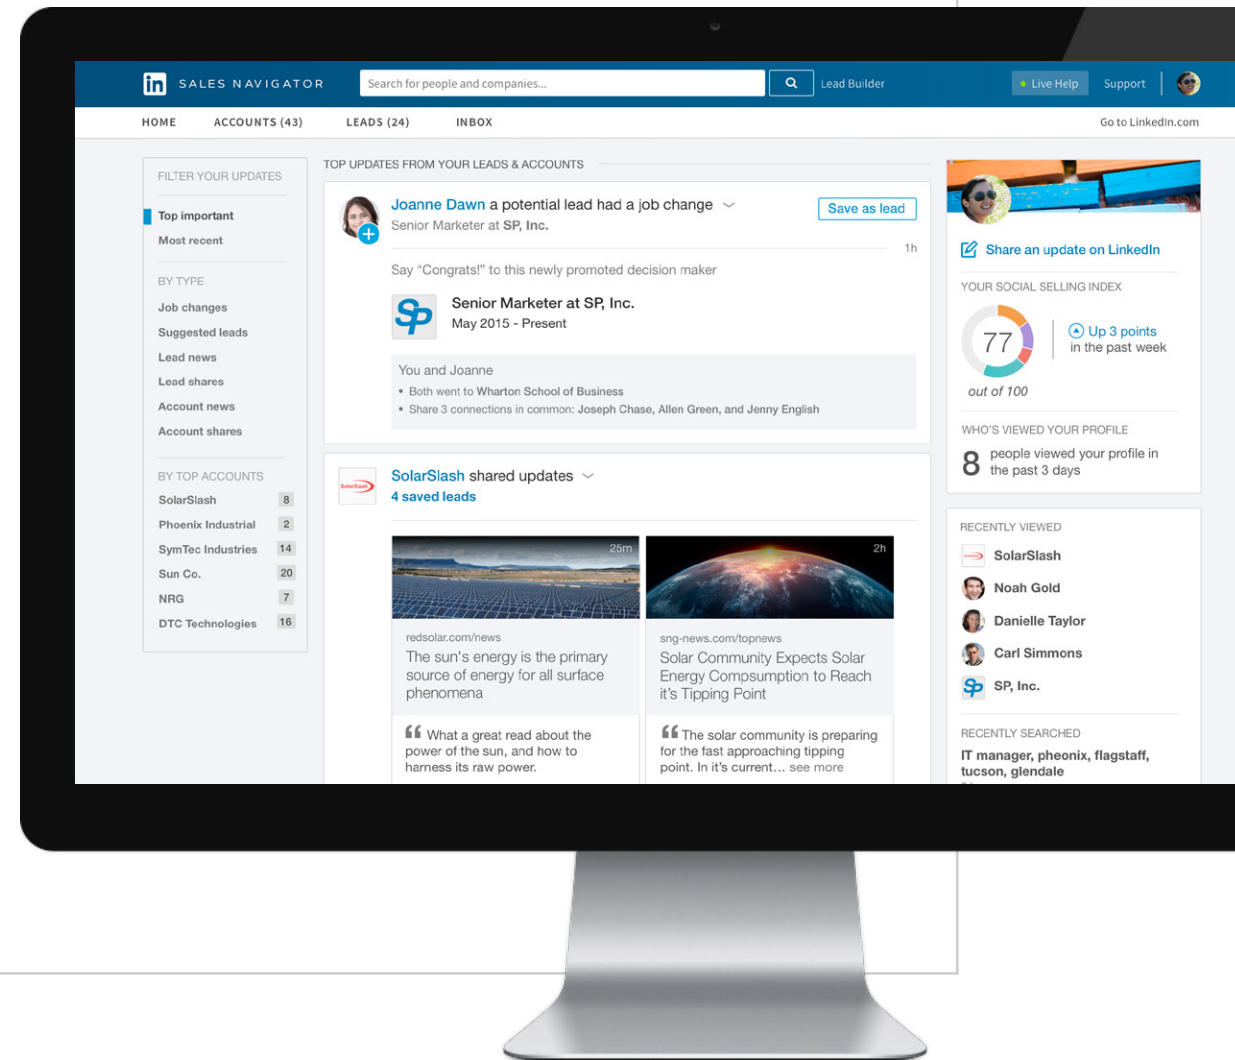 in SALES NAVIGATOR
Search for people and companies...
Lead Builder
Live Help
Support
HOME
ACCOUNTS (43)
LEADS (24)
INBOX
Go to LinkedIn.com
FILTER YOUR UPDATES
Top important
Most recent
BY TYPE
Job changes
Suggested leads
Lead news
Lead shares
Account news
Account shares
BY TOP ACCOUNTS
SolarSlash 8
Phoenix Industrial 2
SymTec Industries 14
Sun Co. 20
NRG 7
DTC Technologies 16
TOP UPDATES FROM YOUR LEADS & ACCOUNTS
Joanne Dawn a potential lead had a job change
Save as lead
Senior Marketer at SP, Inc.
1h
Say “Congrats!” to this newly promoted decision maker
SP
Senior Marketer at SP, Inc.
May 2015 - Present
You and Joanne
• Both went to Wharton School of Business
• Share 3 connections in common: Joseph Chase, Allen Green, and Jenny English
SolarSlash
SolarSlash shared updates
4 saved leads
25m
redsolar.com/news
The sun's energy is the primary
source of energy for all surface
phenomena
“ What a great read about the
power of the sun, and how to
harness its raw power.
2h
sng-news.com/topnews
Solar Community Expects Solar
Energy Compsumption to Reach
it’s Tipping Point
“ The solar community is preparing
for the fast approaching tipping
point. In it’s current... see more
Share an update on LinkedIn
YOUR SOCIAL SELLING INDEX
77
out of 100
Up 3 points
in the past week
WHO'S VIEWED YOUR PROFILE
8 people viewed your profile in
the past 3 days
RECENTLY VIEWED
SolarSlash
Noah Gold
Danielle Taylor
Carl Simmons
SP
SP, Inc.
RECENTLY SEARCHED
IT manager, pheonix, flagstaff,
tucson, glendale